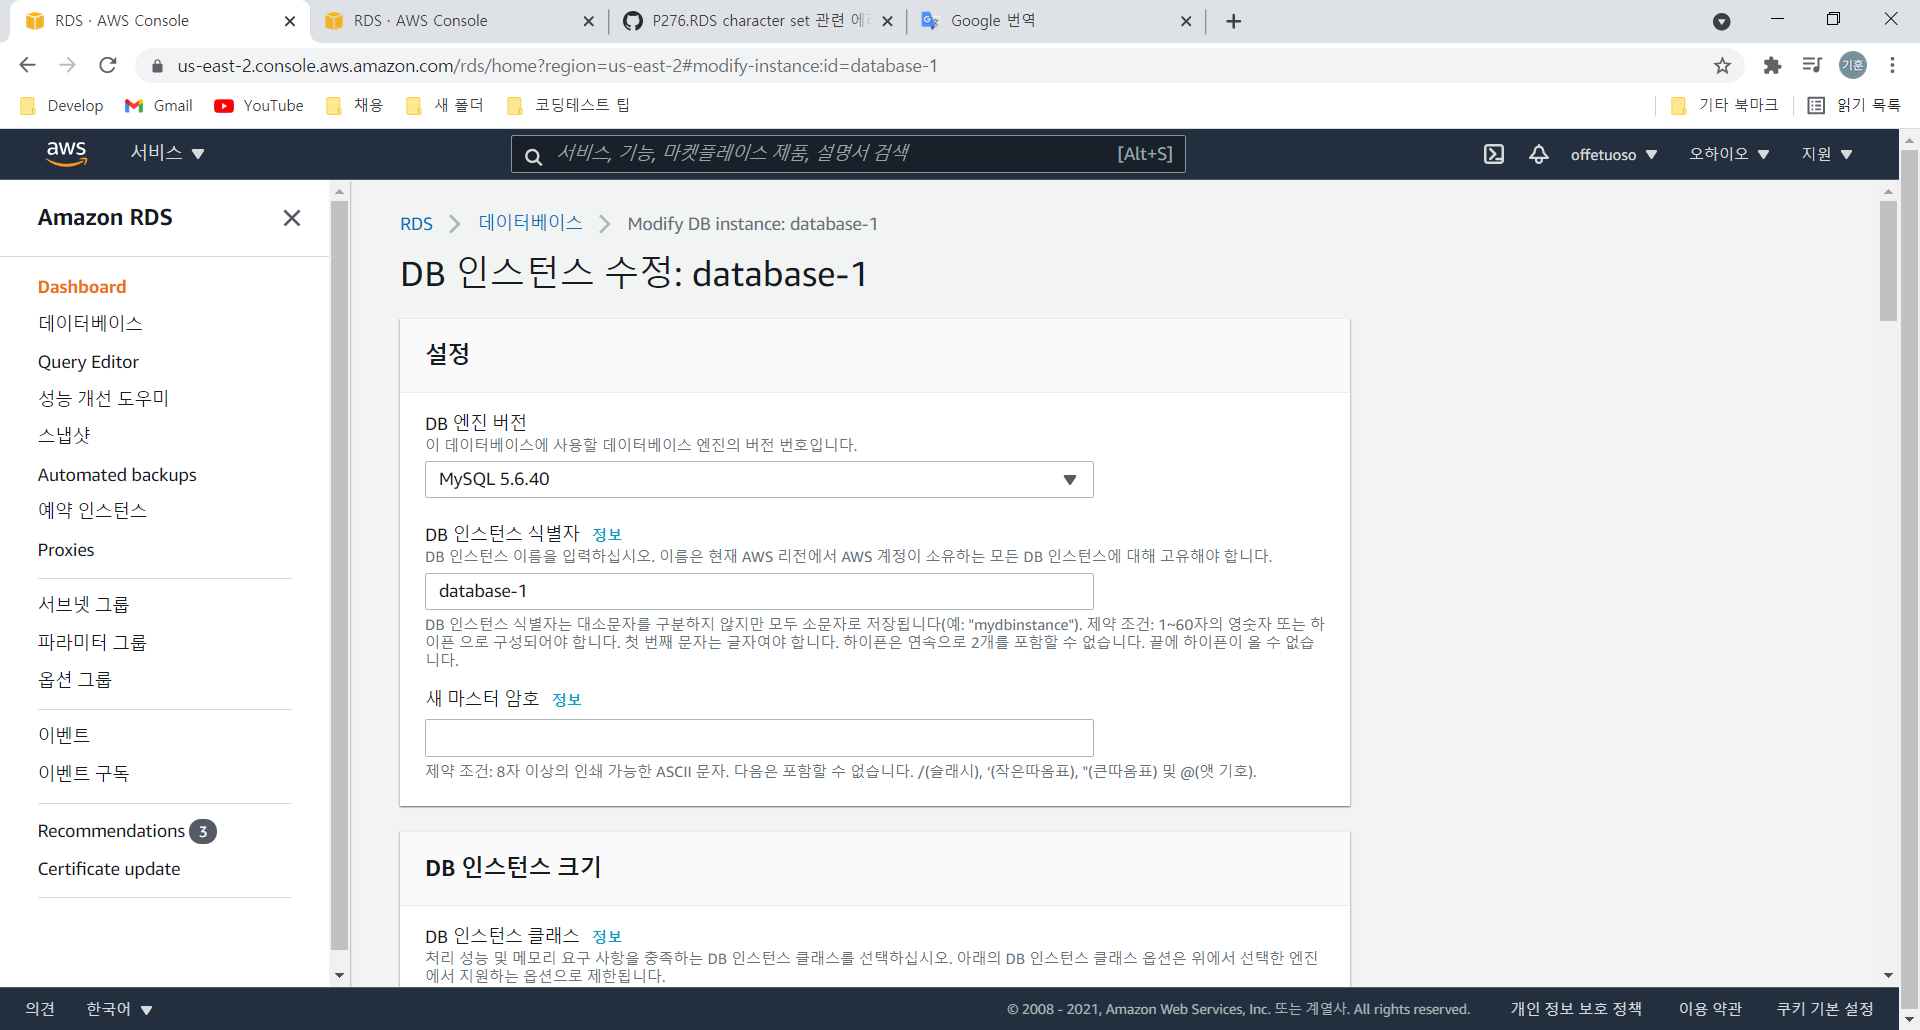 RDS · AWS Console
RDS · AWS Console
P276.RDS character set 관련 에러
Google 번역
us-east-2.console.aws.amazon.com/rds/home?region=us-east-2#modify-instance:id=database-1
기훈
Develop
Gmail
YouTube
채용
새 폴더
코딩테스트 팁
기타 북마크
읽기 목록
aws
서비스
서비스, 기능, 마켓플레이스 제품, 설명서 검색
[Alt+S]
offetuoso
오하이오
지원
Amazon RDS
Dashboard
데이터베이스
Query Editor
성능 개선 도우미
스냅샷
Automated backups
예약 인스턴스
Proxies
서브넷 그룹
파라미터 그룹
옵션 그룹
이벤트
이벤트 구독
Recommendations 3
Certificate update
RDS
데이터베이스
Modify DB instance: database-1
DB 인스턴스 수정: database-1
설정
DB 엔진 버전
이 데이터베이스에 사용할 데이터베이스 엔진의 버전 번호입니다.
MySQL 5.6.40
DB 인스턴스 식별자 정보
DB 인스턴스 이름을 입력하십시오. 이름은 현재 AWS 리전에서 AWS 계정이 소유하는 모든 DB 인스턴스에 대해 고유해야 합니다.
database-1
DB 인스턴스 식별자는 대소문자를 구분하지 않지만 모두 소문자로 저장됩니다(예: "mydbinstance"). 제약 조건: 1~60자의 영숫자 또는 하
이픈 으로 구성되어야 합니다. 첫 번째 문자는 글자여야 합니다. 하이픈은 연속으로 2개를 포함할 수 없습니다. 끝에 하이픈이 올 수 없습
니다.
새 마스터 암호 정보
제약 조건: 8자 이상의 인쇄 가능한 ASCII 문자. 다음은 포함할 수 없습니다. /(슬래시), ‘(작은따옴표), "(큰따옴표) 및 @(앳 기호).
DB 인스턴스 크기
DB 인스턴스 클래스 정보
처리 성능 및 메모리 요구 사항을 충족하는 DB 인스턴스 클래스를 선택하십시오. 아래의 DB 인스턴스 클래스 옵션은 위에서 선택한 엔진
에서 지원하는 옵션으로 제한됩니다.
의견
한국어
© 2008 - 2021, Amazon Web Services, Inc. 또는 계열사. All rights reserved.
개인 정보 보호 정책
이용 약관
쿠키 기본 설정